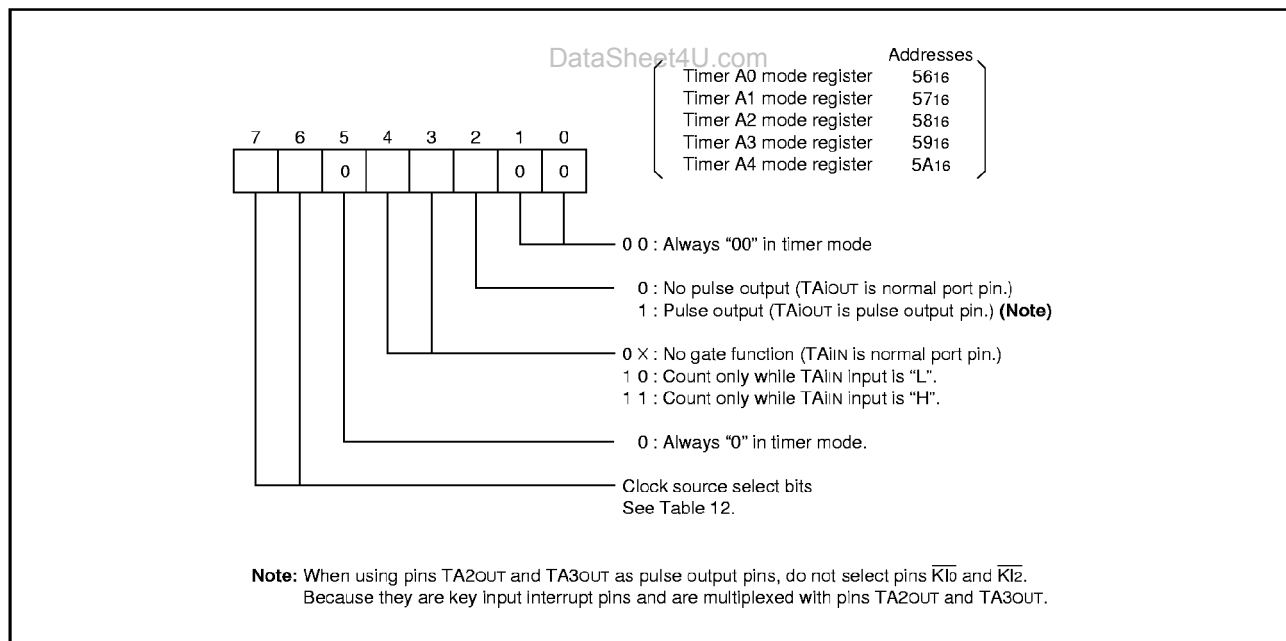 DataSheet4U.com
Addresses
Timer A0 mode register 5616
Timer A1 mode register 5716
Timer A2 mode register 5816
Timer A3 mode register 5916
Timer A4 mode register 5A16
7 6 5 4 3 2 1 0
0 0 0
0 0 : Always “00” in timer mode
0 : No pulse output (TAiOUT is normal port pin.)
1 : Pulse output (TAiOUT is pulse output pin.) (Note)
0 X : No gate function (TAiIN is normal port pin.)
1 0 : Count only while TAiIN input is “L”.
1 1 : Count only while TAiIN input is “H”.
0 : Always “0” in timer mode.
Clock source select bits
See Table 12.
Note: When using pins TA2OUT and TA3OUT as pulse output pins, do not select pins K̅I̅0̅ and K̅I̅2̅.
Because they are key input interrupt pins and are multiplexed with pins TA2OUT and TA3OUT.